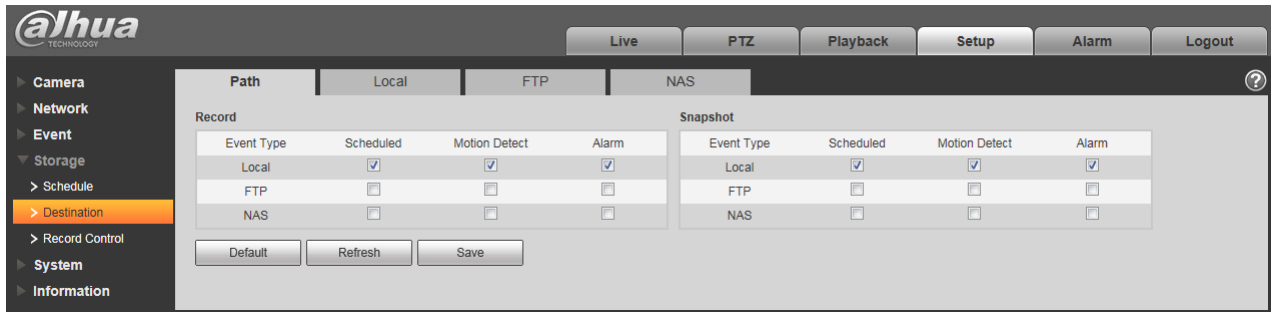 alhua
TECHNOLOGY
Live PTZ Playback Setup Alarm Logout
Camera
Network
Event
Storage
> Schedule
> Destination
> Record Control
System
Information
Path Local FTP NAS ?
Record
Event Type Scheduled Motion Detect Alarm
Local
FTP
NAS
Snapshot
Event Type Scheduled Motion Detect Alarm
Local
FTP
NAS
Default Refresh Save